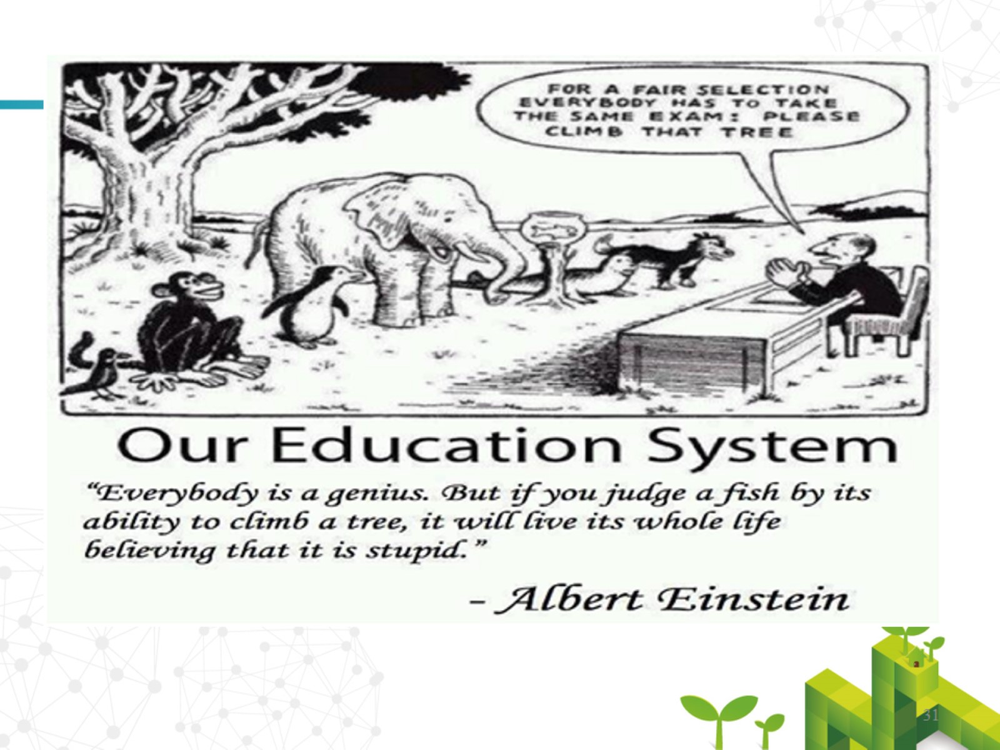 FOR A FAIR SELECTION
EVERYBODY HAS TO TAKE
THE SAME EXAM: PLEASE
CLIMB THAT TREE
Our Education System
“Everybody is a genius. But if you judge a fish by its
ability to climb a tree, it will live its whole life
believing that it is stupid.”
– Albert Einstein
31